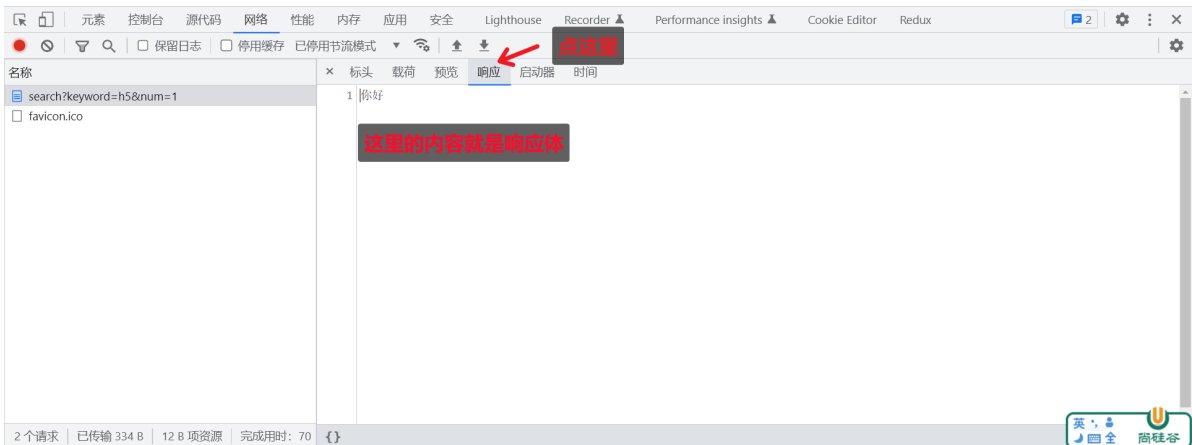 元素 控制台 源代码 网络 性能 内存 应用 安全 Lighthouse Recorder Performance insights Cookie Editor Redux 2
保留日志 停用缓存 已停用节流模式
点这里
名称
标头 载荷 预览 响应 启动器 时间
search?keyword=h5&num=1
1 你好
favicon.ico
这里的内容就是响应体
2 个请求 已传输 334 B 12 B 项资源 完成用时: 70 {}
英
全
尚硅谷